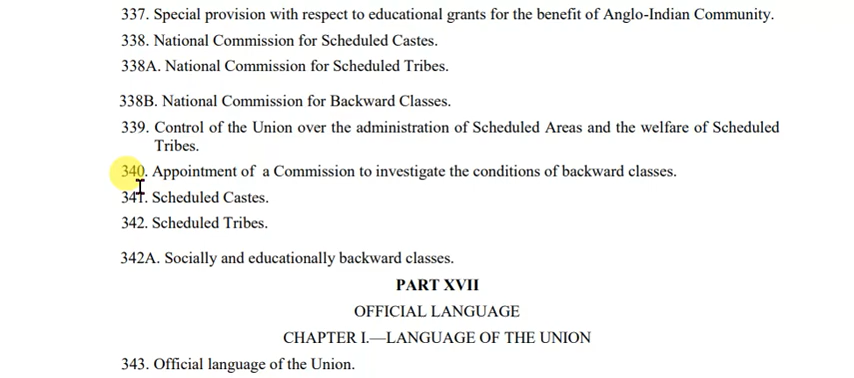 337. Special provision with respect to educational grants for the benefit of Anglo-Indian Community.
338. National Commission for Scheduled Castes.
338A. National Commission for Scheduled Tribes.
338B. National Commission for Backward Classes.
339. Control of the Union over the administration of Scheduled Areas and the welfare of Scheduled
Tribes.
340. Appointment of a Commission to investigate the conditions of backward classes.
341. Scheduled Castes.
342. Scheduled Tribes.
342A. Socially and educationally backward classes.
PART XVII
OFFICIAL LANGUAGE
CHAPTER I.—LANGUAGE OF THE UNION
343. Official language of the Union.